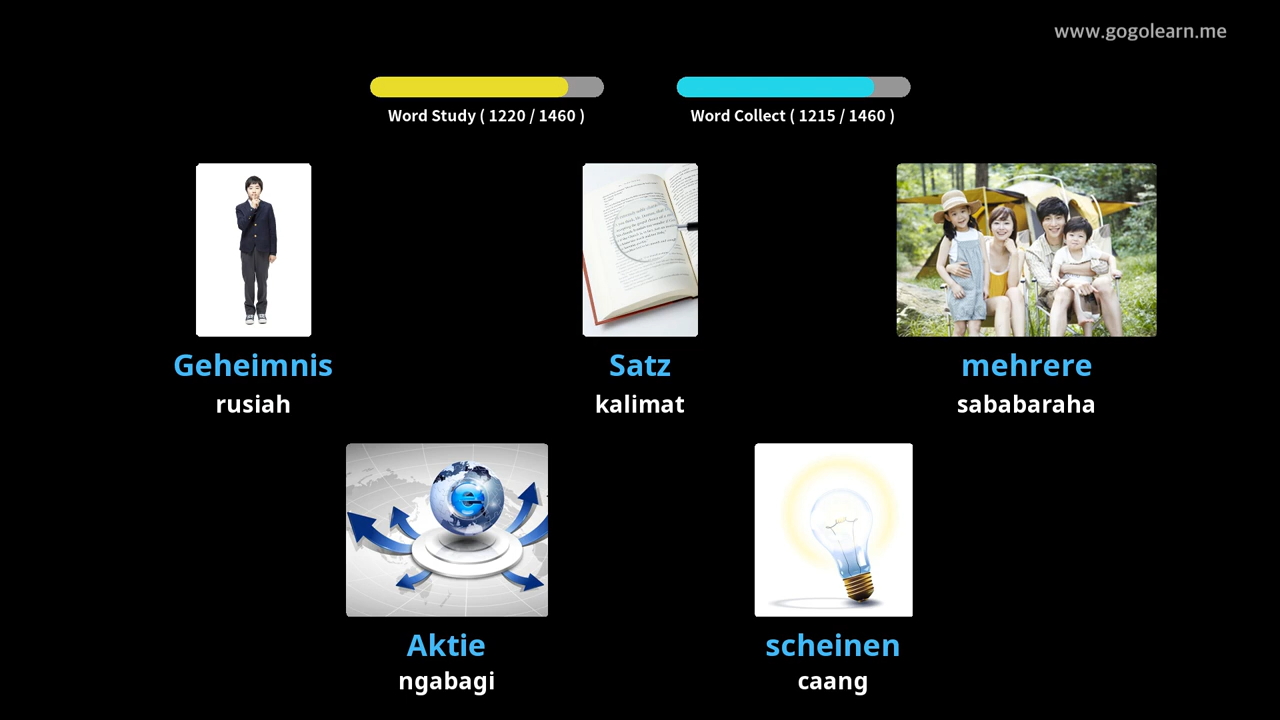 www.gogolearn.me
Word Study ( 1220 / 1460 )
Word Collect ( 1215 / 1460 )
Geheimnis
rusiah
Satz
kalimat
mehrere
sababaraha
e
Aktie
ngabagi
scheinen
caang